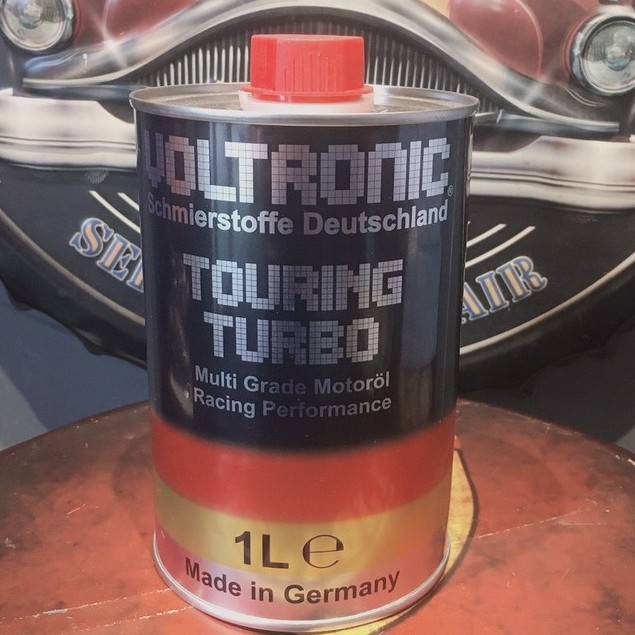 VOLTRONIC®
Schmierstoffe Deutschland
TOURING
TURBO
Multi Grade Motoröl
Racing Performance
1L ℮
Made in Germany